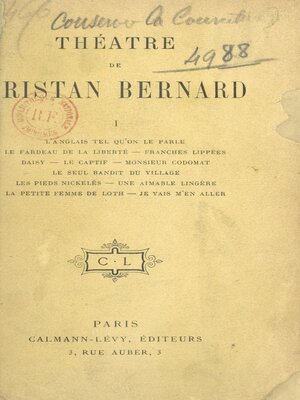 Conserver la Couverture
4988
THÉATRE
DE
RISTAN BERNARD
I
L'ANGLAIS TEL QU'ON LE PARLE
LE FARDEAU DE LA LIBERTÉ — FRANCHES LIPPÉES
DAISY — LE CAPTIF — MONSIEUR CODOMAT
LE SEUL BANDIT DU VILLAGE
LES PIEDS NICKELÉS — UNE AIMABLE LINGÈRE
LA PETITE FEMME DE LOTH — JE VAIS M'EN ALLER
C · L
PARIS
CALMANN-LÉVY, ÉDITEURS
3, RUE AUBER, 3